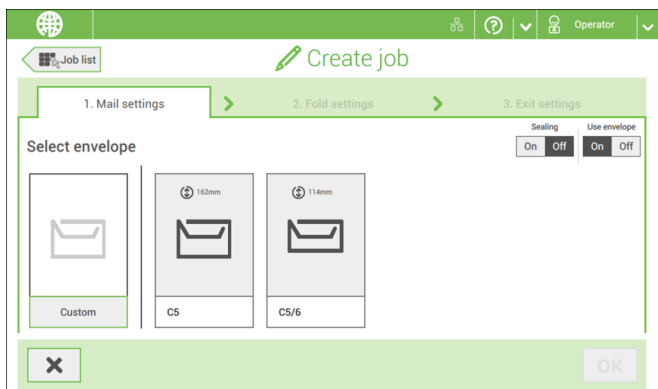 Operator
Job list
Create job
1. Mail settings
2. Fold settings
3. Exit settings
Select envelope
Sealing
On Off
Use envelope
On Off
Custom
162mm
C5
114mm
C5/6
OK